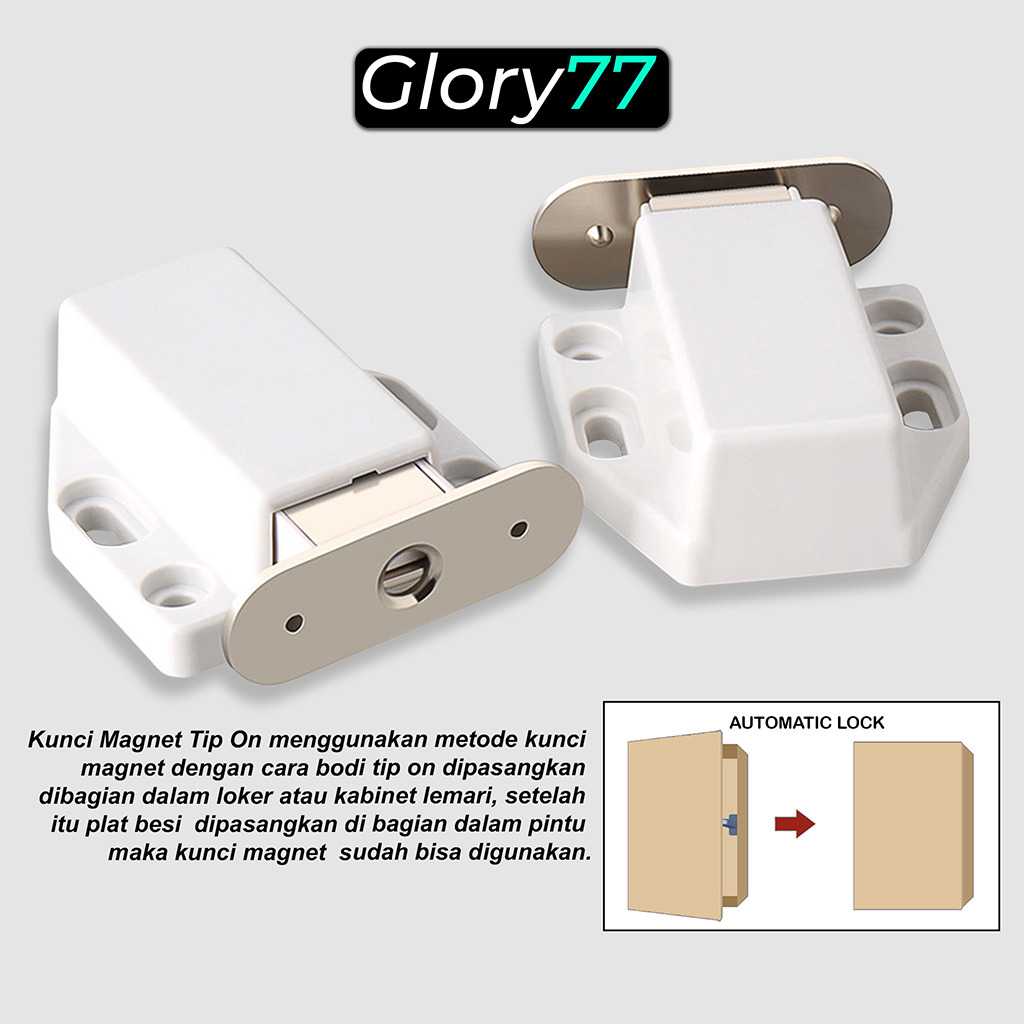 Glory77
Kunci Magnet Tip On menggunakan metode kunci
magnet dengan cara bodi tip on dipasangkan
dibagian dalam loker atau kabinet lemari, setelah
itu plat besi  dipasangkan di bagian dalam pintu
maka kunci magnet  sudah bisa digunakan.
AUTOMATIC LOCK